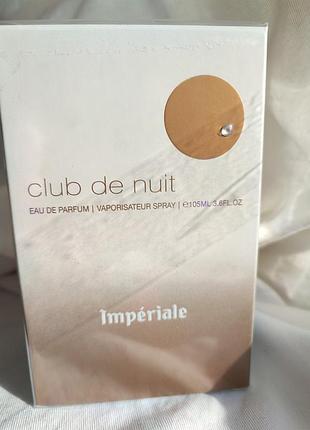 club de nuit
EAU DE PARFUM | VAPORISATEUR SPRAY | ℮105ML 3.6FL.OZ
Impériale